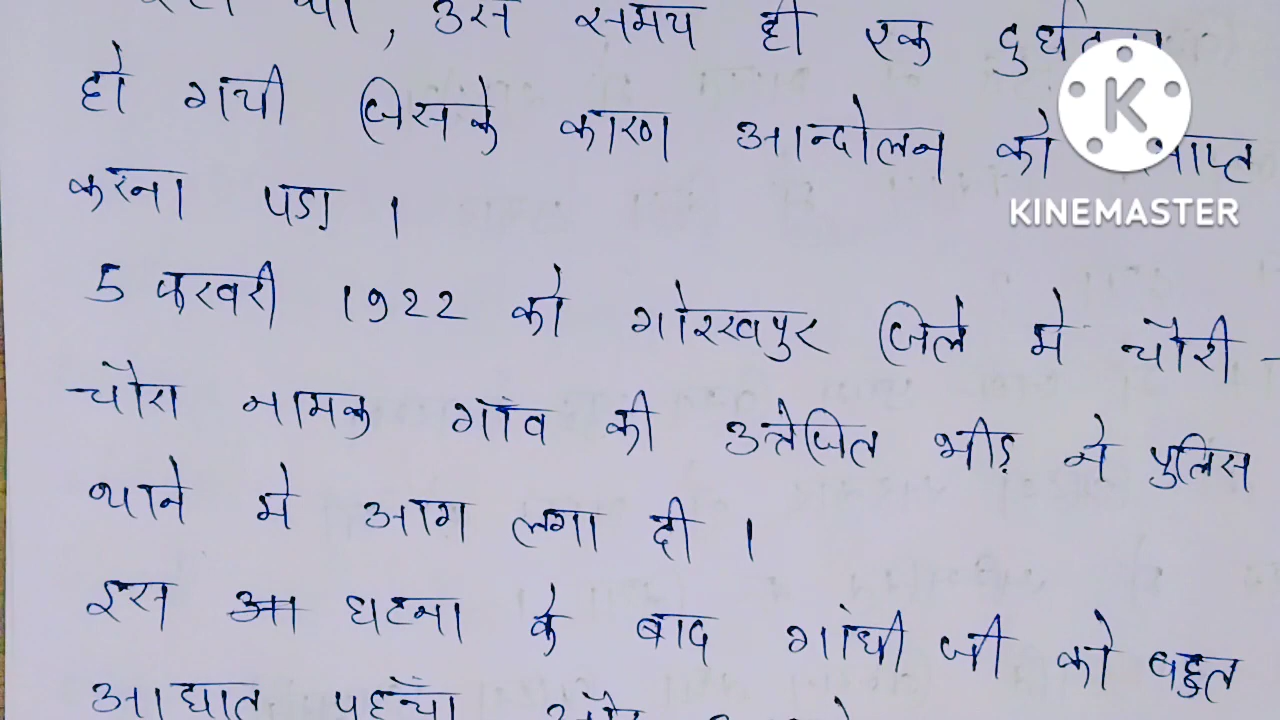 था, उस समय ही एक
हो गयी जिसके कारण आन्दोलन को
करना पडा़ ।
5 फरवरी 1922 को गोरखपुर जिले मे चौरी -
चौरा नामक गाँव की उत्तेजित भीड़ ने पुलिस
थाने मे आग लगा दी ।
इस घटना के बाद गांधी जी को बहुत
आघात पहुँचा और
K
KINEMASTER